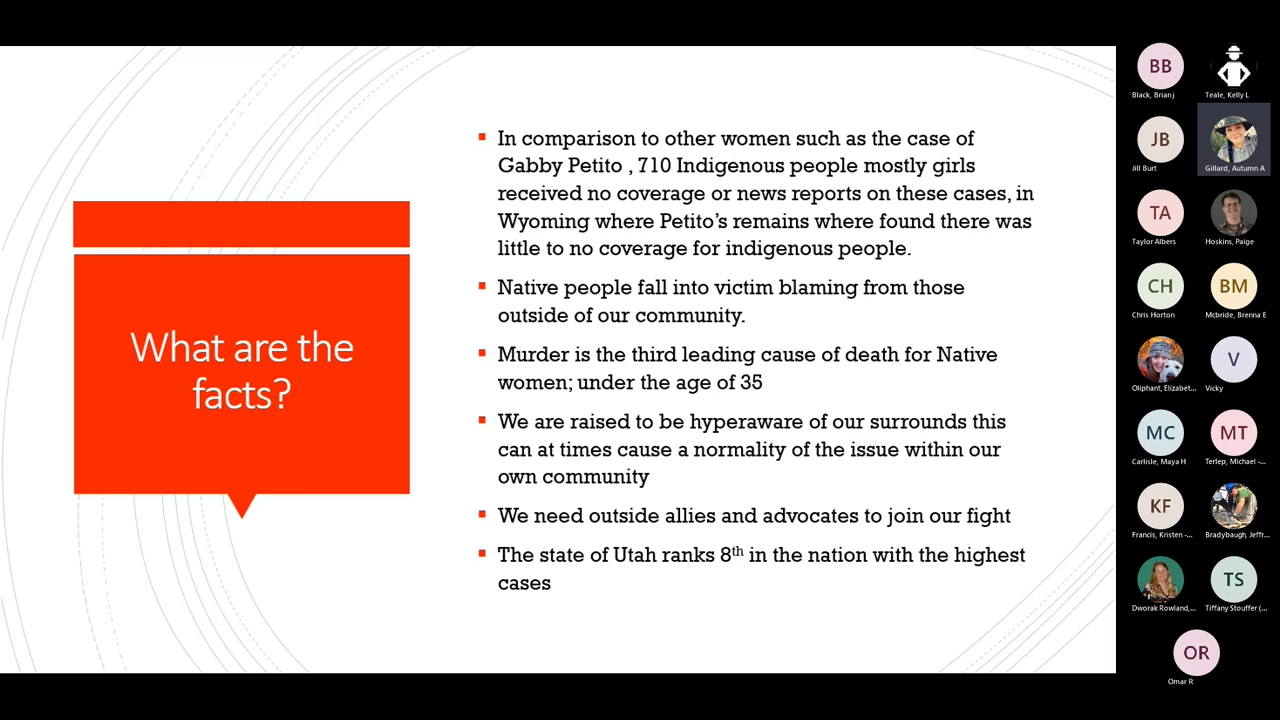 What are the
facts?
In comparison to other women such as the case of
Gabby Petito , 710 Indigenous people mostly girls
received no coverage or news reports on these cases, in
Wyoming where Petito's remains where found there was
little to no coverage for indigenous people.
Native people fall into victim blaming from those
outside of our community.
Murder is the third leading cause of death for Native
women; under the age of 35
We are raised to be hyperaware of our surrounds this
can at times cause a normality of the issue within our
own community
We need outside allies and advocates to join our fight
The state of Utah ranks 8th in the nation with the highest
cases
BB
Black, Brian j
Teale, Kelly L
JB
Jill Burt
Gillard, Autumn A
TA
Taylor Albers
Hoskins, Paige
CH
Chris Horton
BM
Mcbride, Brenna E
Oliphant, Elizabet...
V
Vicky
MC
Carlisle, Maya H
MT
Terlep, Michael -...
KF
Francis, Kristen -...
Bradybaugh, Jeffr...
Dworak Rowland,...
TS
Tiffany Stouffer (...
OR
Omar R